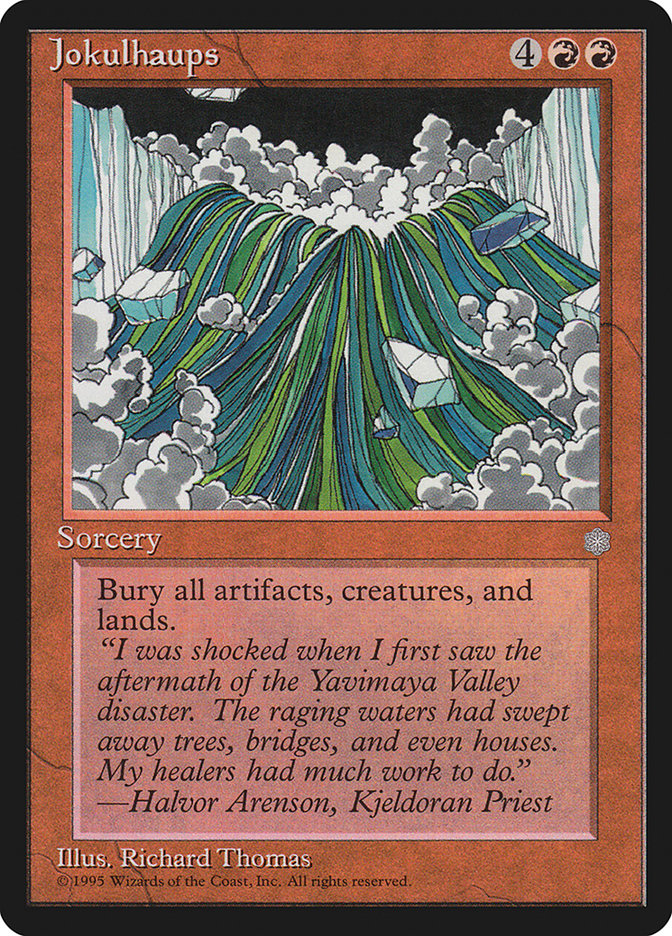 Jokulhaups 4
Sorcery
Bury all artifacts, creatures, and
lands.
“I was shocked when I first saw the
aftermath of the Yavimaya Valley
disaster. The raging waters had swept
away trees, bridges, and even houses.
My healers had much work to do.”
—Halvor Arenson, Kjeldoran Priest
Illus. Richard Thomas
©1995 Wizards of the Coast, Inc. All rights reserved.